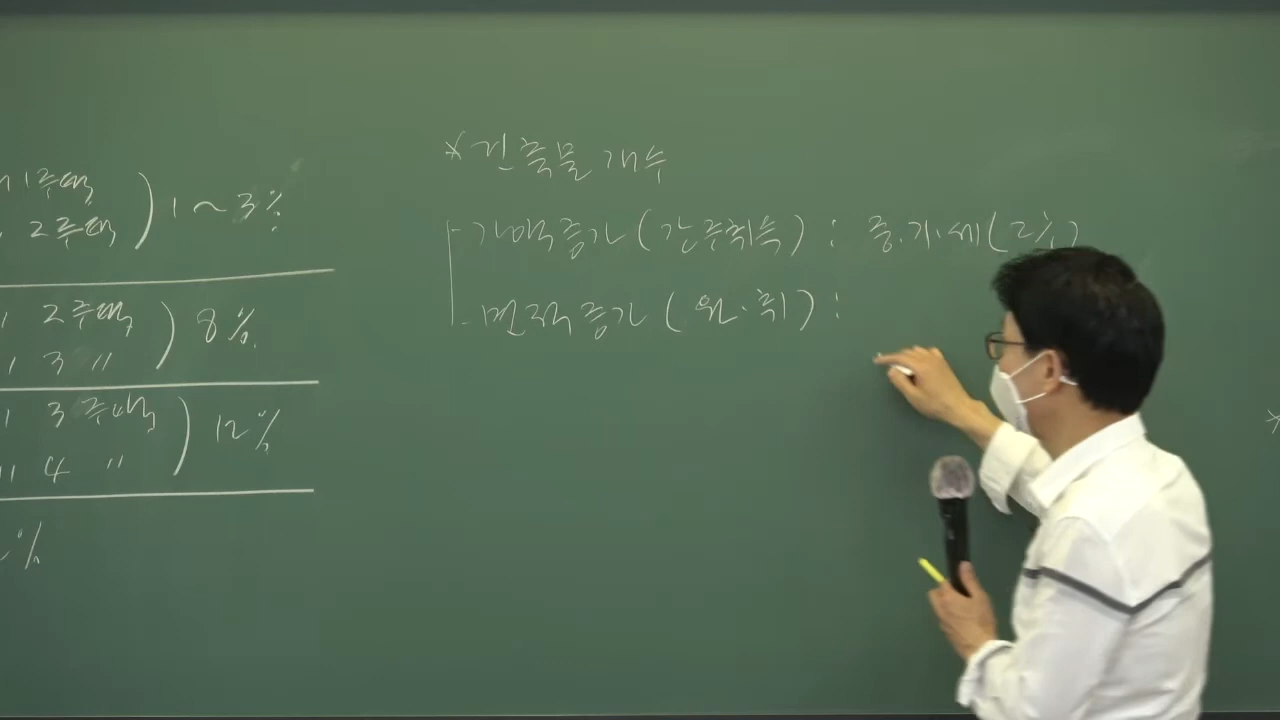 1주택
2주택 ) 1~3%
2주택
3 〃 ) 8%
3주택
4 〃 ) 12%
%
*건축물 개수
- 가액증가(간주취득) : 중.기.세(2%)
- 면적증가(원.취) :